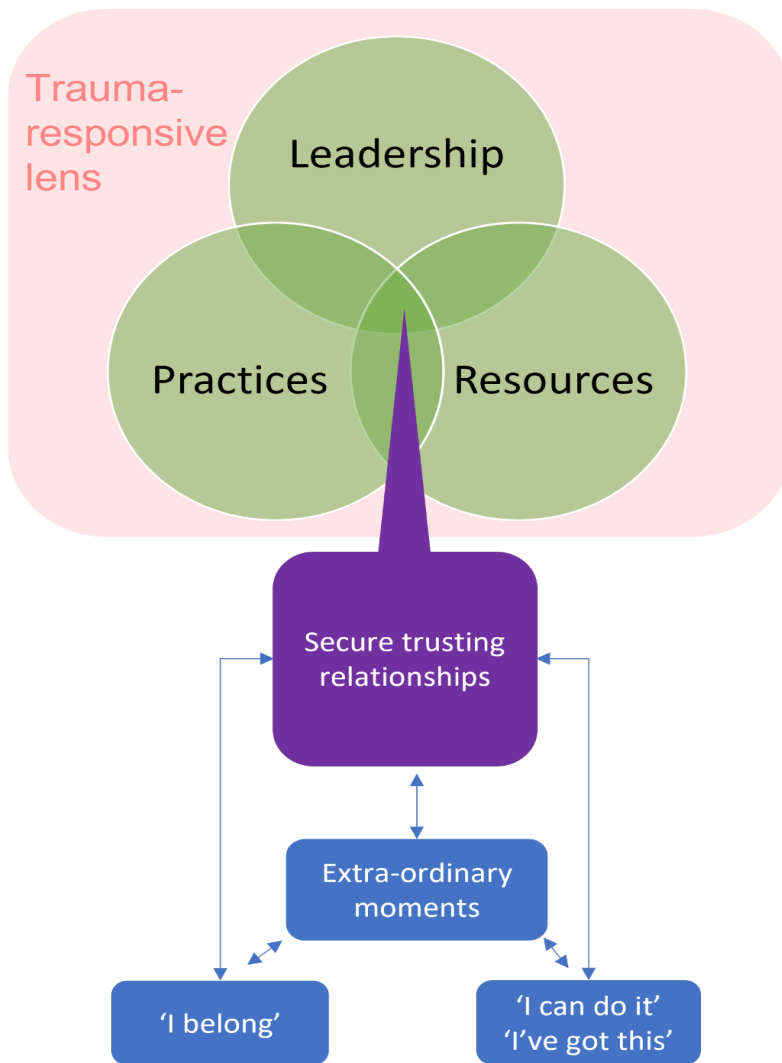 Trauma-
responsive
lens
Leadership
Practices
Resources
Secure trusting
relationships
Extra-ordinary
moments
‘I belong’
‘I can do it’
‘I’ve got this’